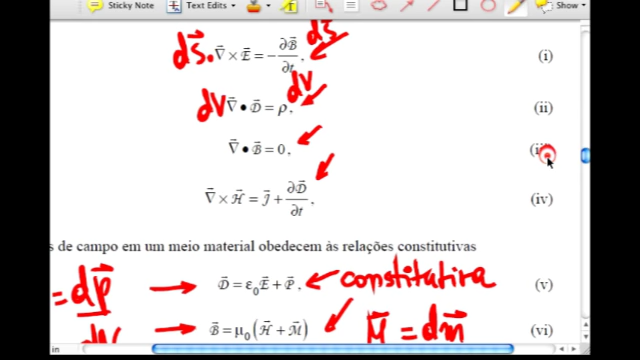 Sticky Note Text Edits Show
dS⃗. ∇⃗ × E⃗ = −∂B⃗/∂t, dS⃗ (i)
dV ∇⃗ • D⃗ = ρ, dV (ii)
∇⃗ • B⃗ = 0,
∇⃗ × H⃗ = J⃗ + ∂D⃗/∂t, (iv)
s de campo em um meio material obedecem às relações constitutivas
= dp⃗ → D⃗ = ε₀E⃗ + P⃗, ← constitutiva (v)
dV → B⃗ = μ₀(H⃗ + M⃗) M⃗ = dm⃗ (vi)
in